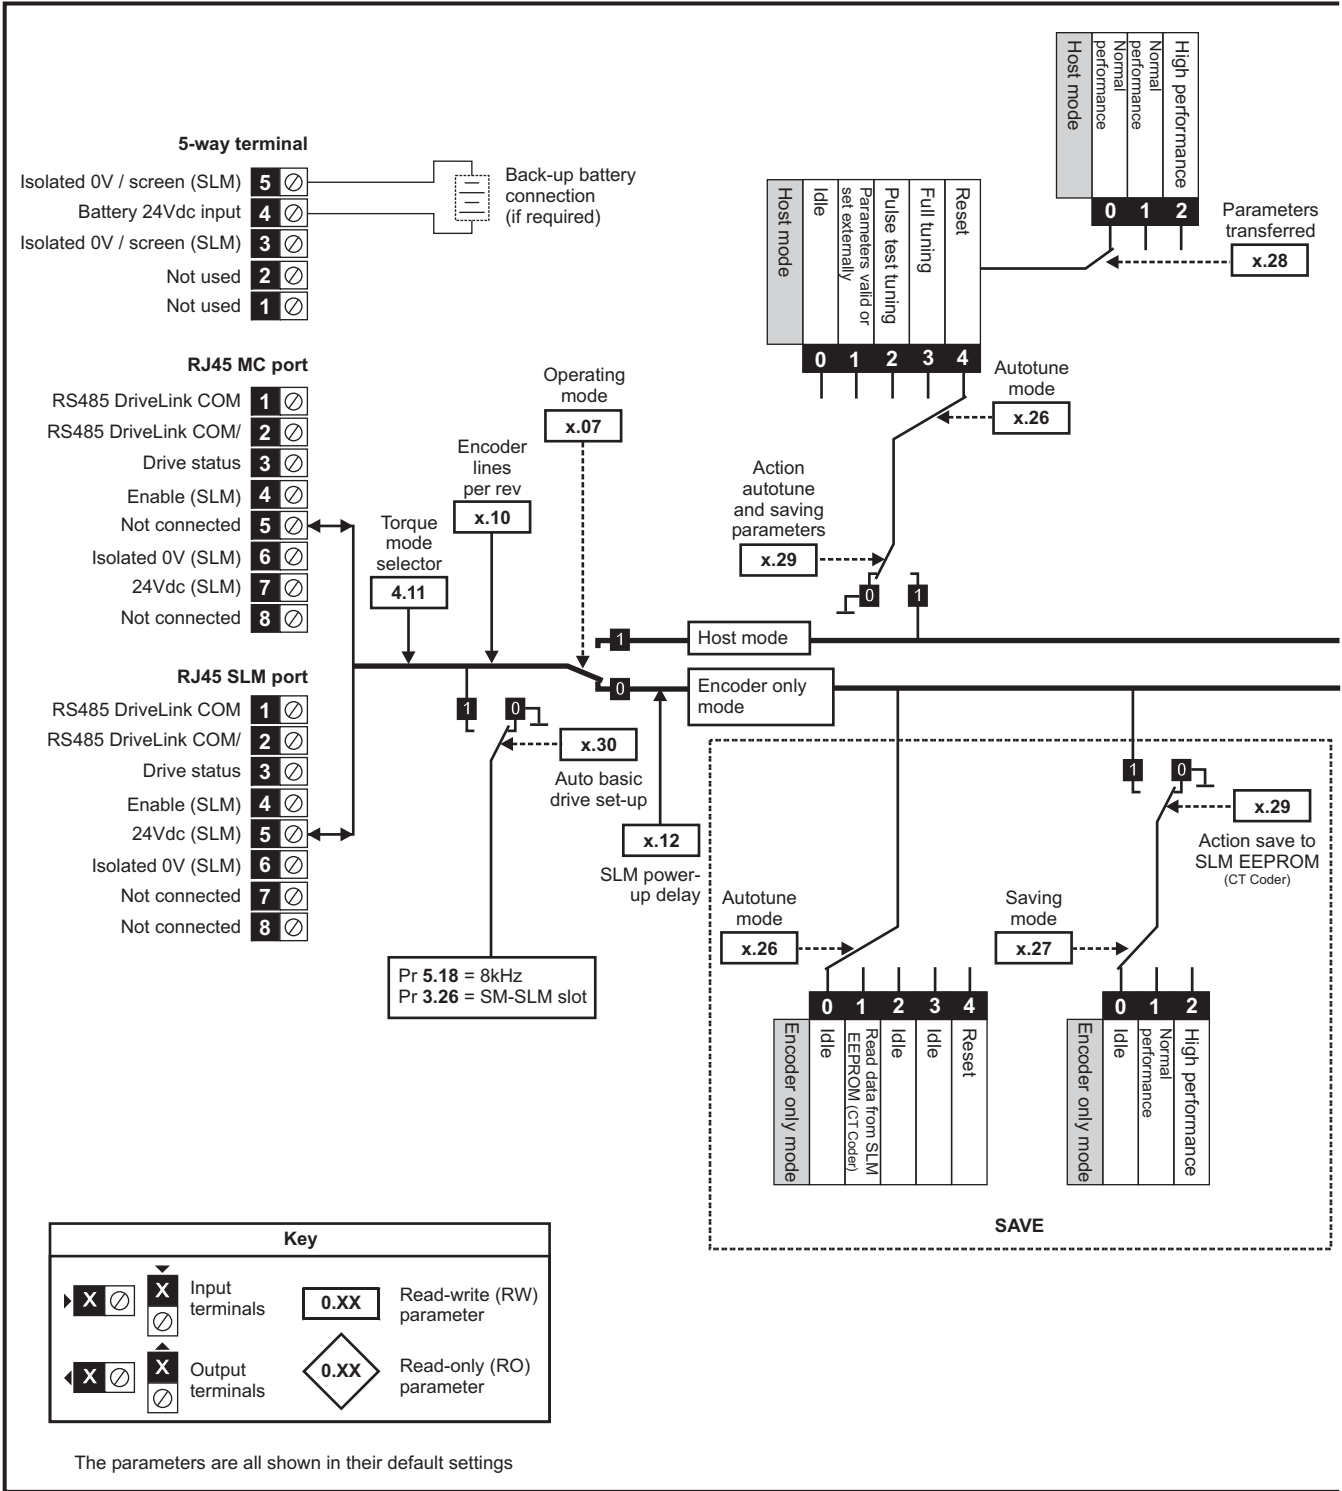 5-way terminal
Isolated 0V / screen (SLM) 5
Battery 24Vdc input 4
Isolated 0V / screen (SLM) 3
Not used 2
Not used 1
Back-up battery
connection
(if required)
RJ45 MC port
RS485 DriveLink COM 1
RS485 DriveLink COM/ 2
Drive status 3
Enable (SLM) 4
Not connected 5
Isolated 0V (SLM) 6
24Vdc (SLM) 7
Not connected 8
RJ45 SLM port
RS485 DriveLink COM 1
RS485 DriveLink COM/ 2
Drive status 3
Enable (SLM) 4
24Vdc (SLM) 5
Isolated 0V (SLM) 6
Not connected 7
Not connected 8
Torque
mode
selector
4.11
Encoder
lines
per rev
x.10
Operating
mode
x.07
1 0
x.30
Auto basic
drive set-up
Pr 5.18 = 8kHz
Pr 3.26 = SM-SLM slot
1
Host mode
0
Encoder only
mode
x.12
SLM power-
up delay
Host mode
Idle
Parameters valid or
set externally
Pulse test tuning
Full tuning
Reset
0 1 2 3 4
Autotune
mode
x.26
Action
autotune
and saving
parameters
x.29
0 1
Host mode
Normal
performance
Normal
performance
High performance
0 1 2
Parameters
transferred
x.28
Autotune
mode
x.26
0 1 2 3 4
Encoder only mode
Idle
Read data from SLM
EEPROM (CT Coder)
Idle
Idle
Reset
1 0
x.29
Action save to
SLM EEPROM
(CT Coder)
Saving
mode
x.27
0 1 2
Encoder only mode
Idle
Normal
performance
High performance
SAVE
Key
X X
Input
terminals
0.XX
Read-write (RW)
parameter
X X
Output
terminals
0.XX
Read-only (RO)
parameter
The parameters are all shown in their default settings